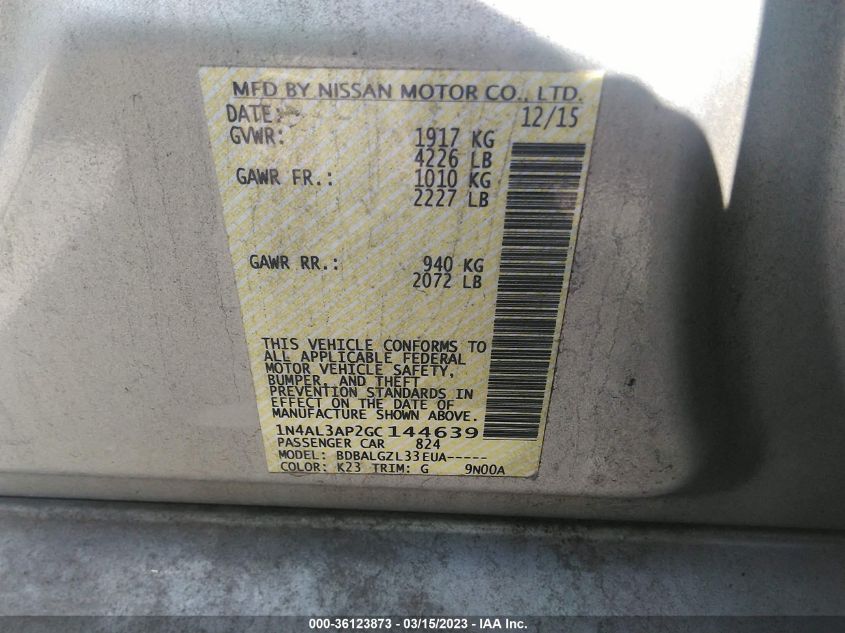 MFD BY NISSAN MOTOR CO., LTD.
DATE: 12/15
GVWR: 1917 KG
4226 LB
GAWR FR.: 1010 KG
2227 LB
GAWR RR.: 940 KG
2072 LB
THIS VEHICLE CONFORMS TO
ALL APPLICABLE FEDERAL
MOTOR VEHICLE SAFETY,
BUMPER, AND THEFT
PREVENTION STANDARDS IN
EFFECT ON THE DATE OF
MANUFACTURE SHOWN ABOVE.
1N4AL3AP2GC144639
PASSENGER CAR 824
MODEL: BDBALGZL33EUA-----
COLOR: K23 TRIM: G 9N00A
000-36123873 - 03/15/2023 - IAA Inc.